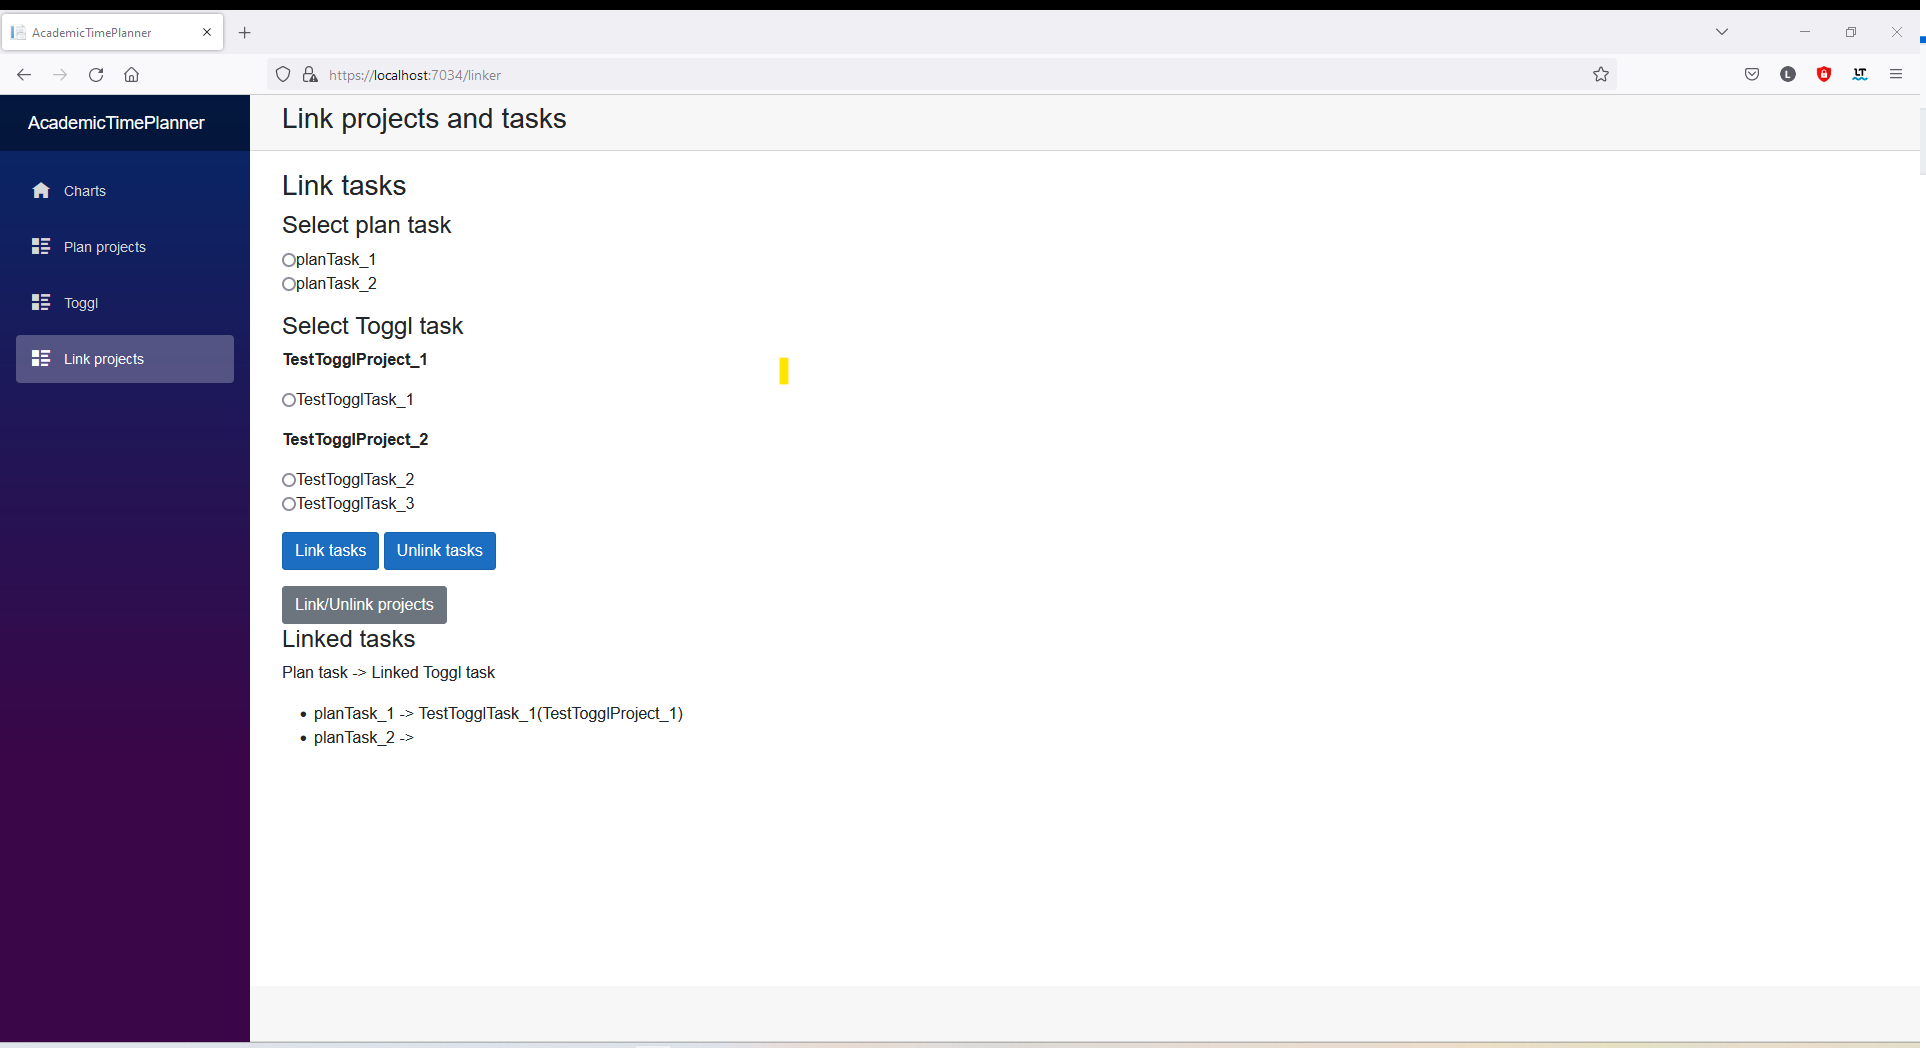 AcademicTimePlanner
https://localhost:7034/linker
L
LT
AcademicTimePlanner
Link projects and tasks
Charts
Plan projects
Toggl
Link projects
Link tasks
Select plan task
planTask_1
planTask_2
Select Toggl task
TestTogglProject_1
TestTogglTask_1
TestTogglProject_2
TestTogglTask_2
TestTogglTask_3
Link tasks
Unlink tasks
Link/Unlink projects
Linked tasks
Plan task -> Linked Toggl task
planTask_1 -> TestTogglTask_1(TestTogglProject_1)
planTask_2 ->